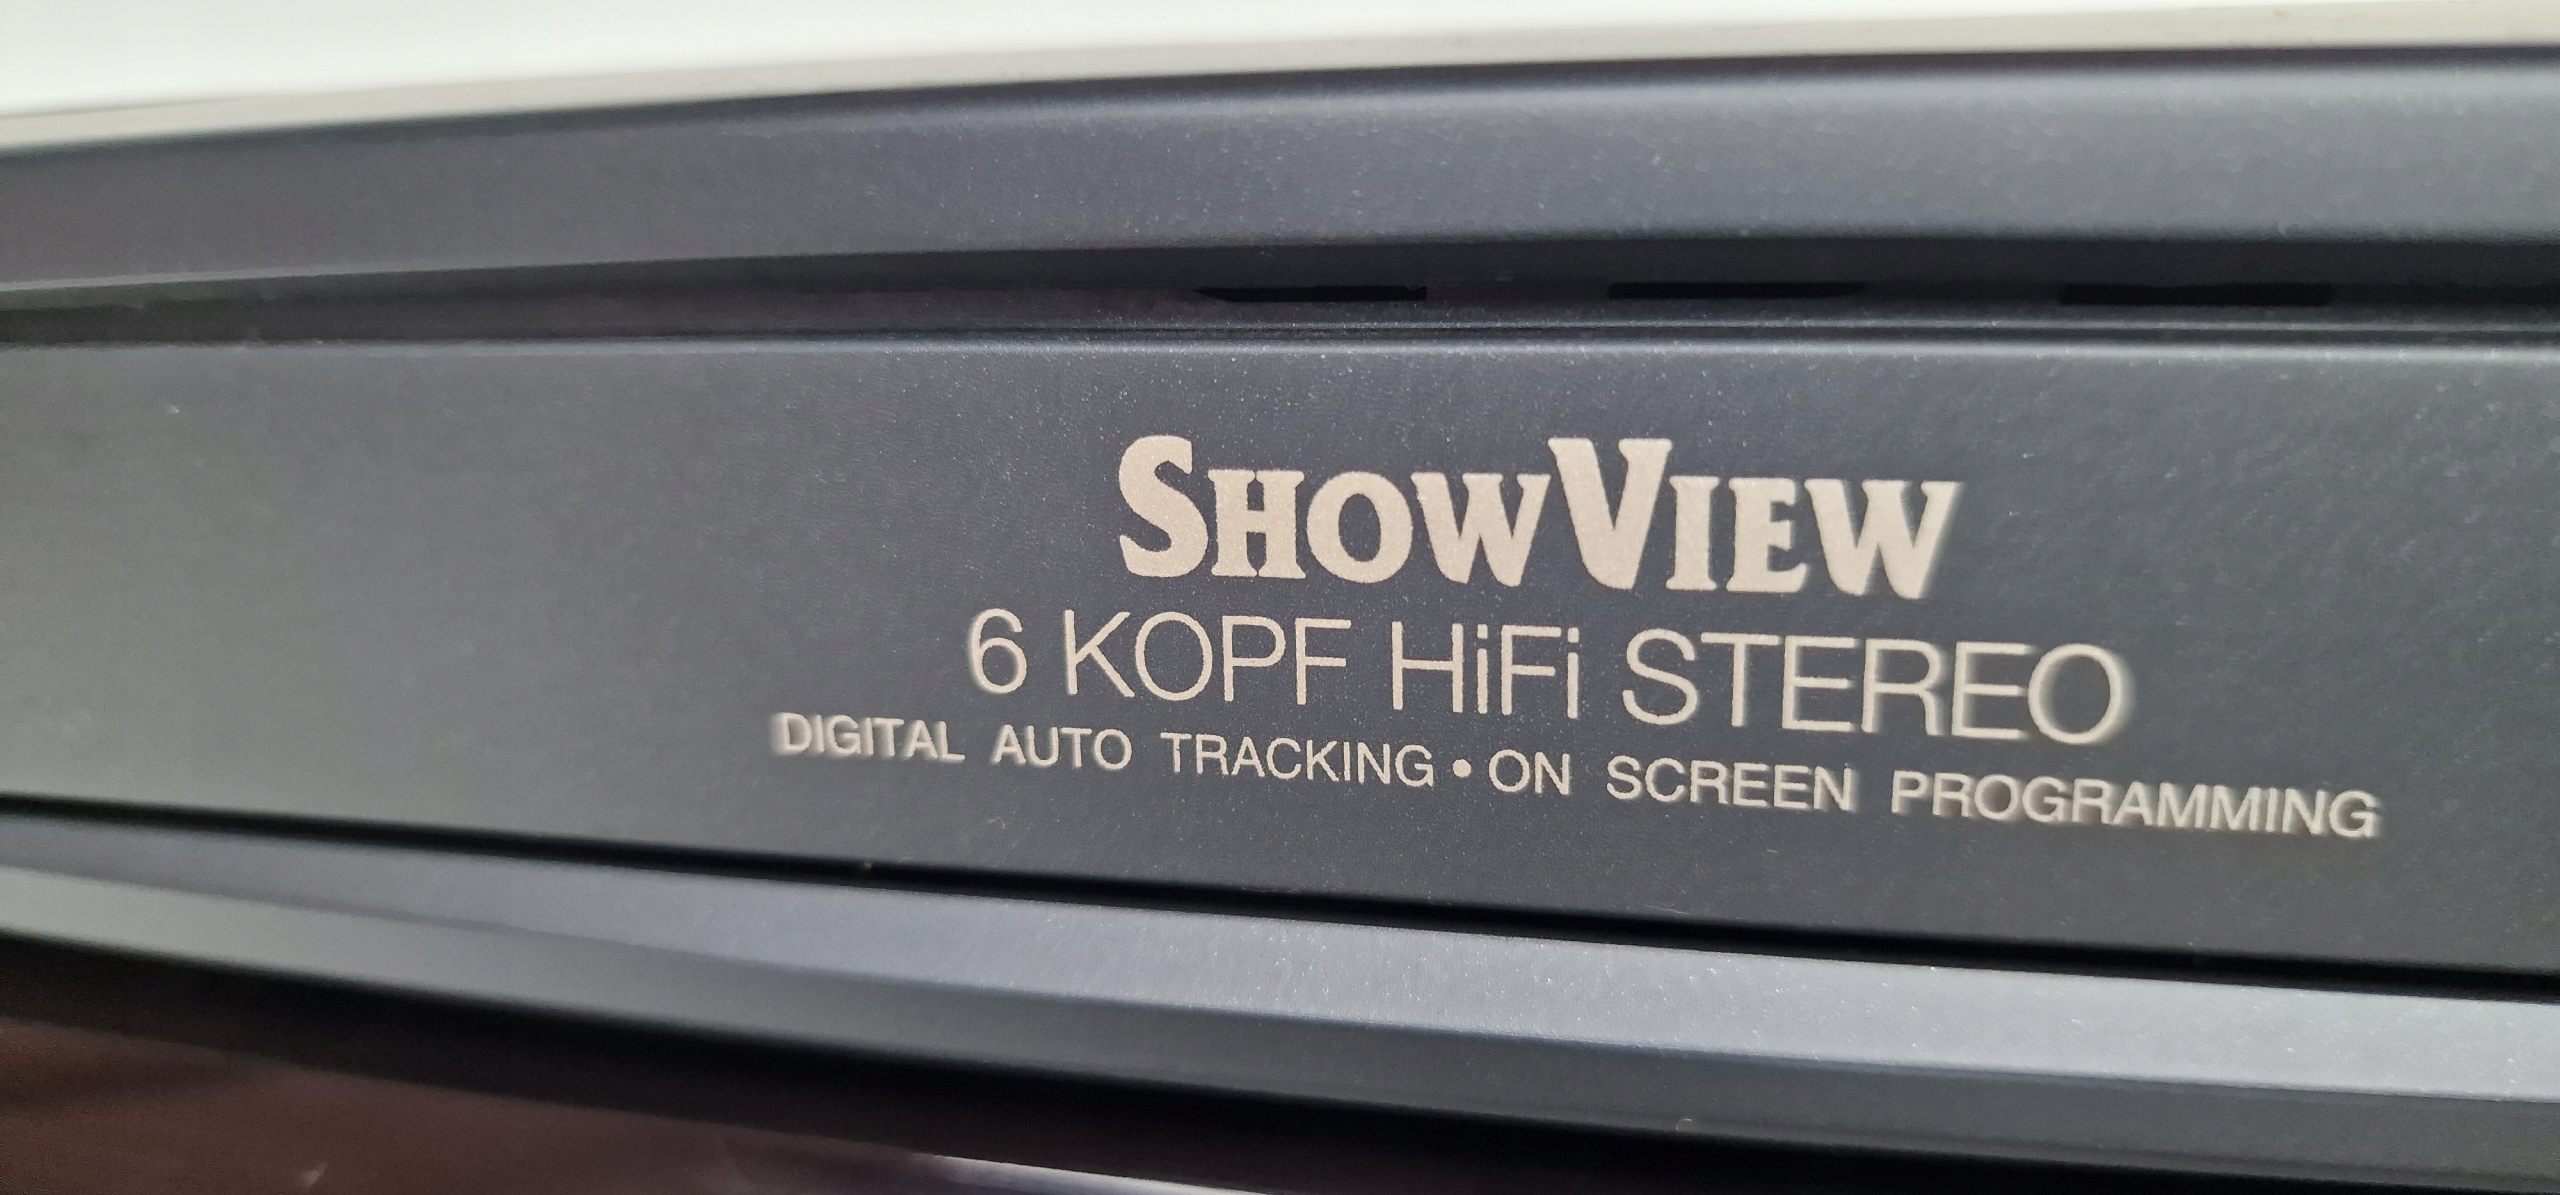 SHOWVIEW
6 KOPF HiFi STEREO
DIGITAL AUTO TRACKING • ON SCREEN PROGRAMMING